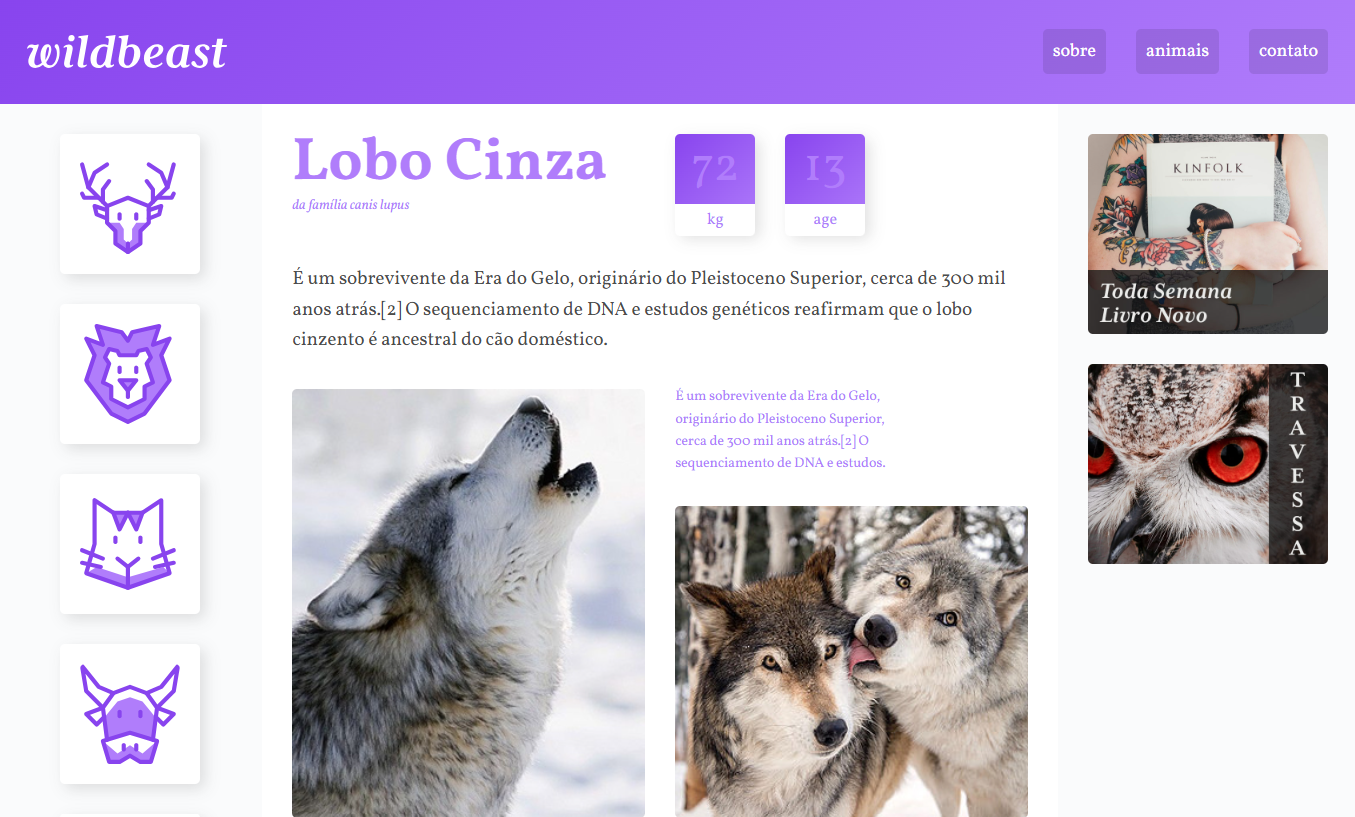 wildbeast
sobre
animais
contato
Lobo Cinza
da família canis lupus
72
kg
13
age
É um sobrevivente da Era do Gelo, originário do Pleistoceno Superior, cerca de 300 mil
anos atrás.[2] O sequenciamento de DNA e estudos genéticos reafirmam que o lobo
cinzento é ancestral do cão doméstico.
É um sobrevivente da Era do Gelo,
originário do Pleistoceno Superior,
cerca de 300 mil anos atrás.[2] O
sequenciamento de DNA e estudos.
KINFOLK
Toda Semana
Livro Novo
TRAVESSA